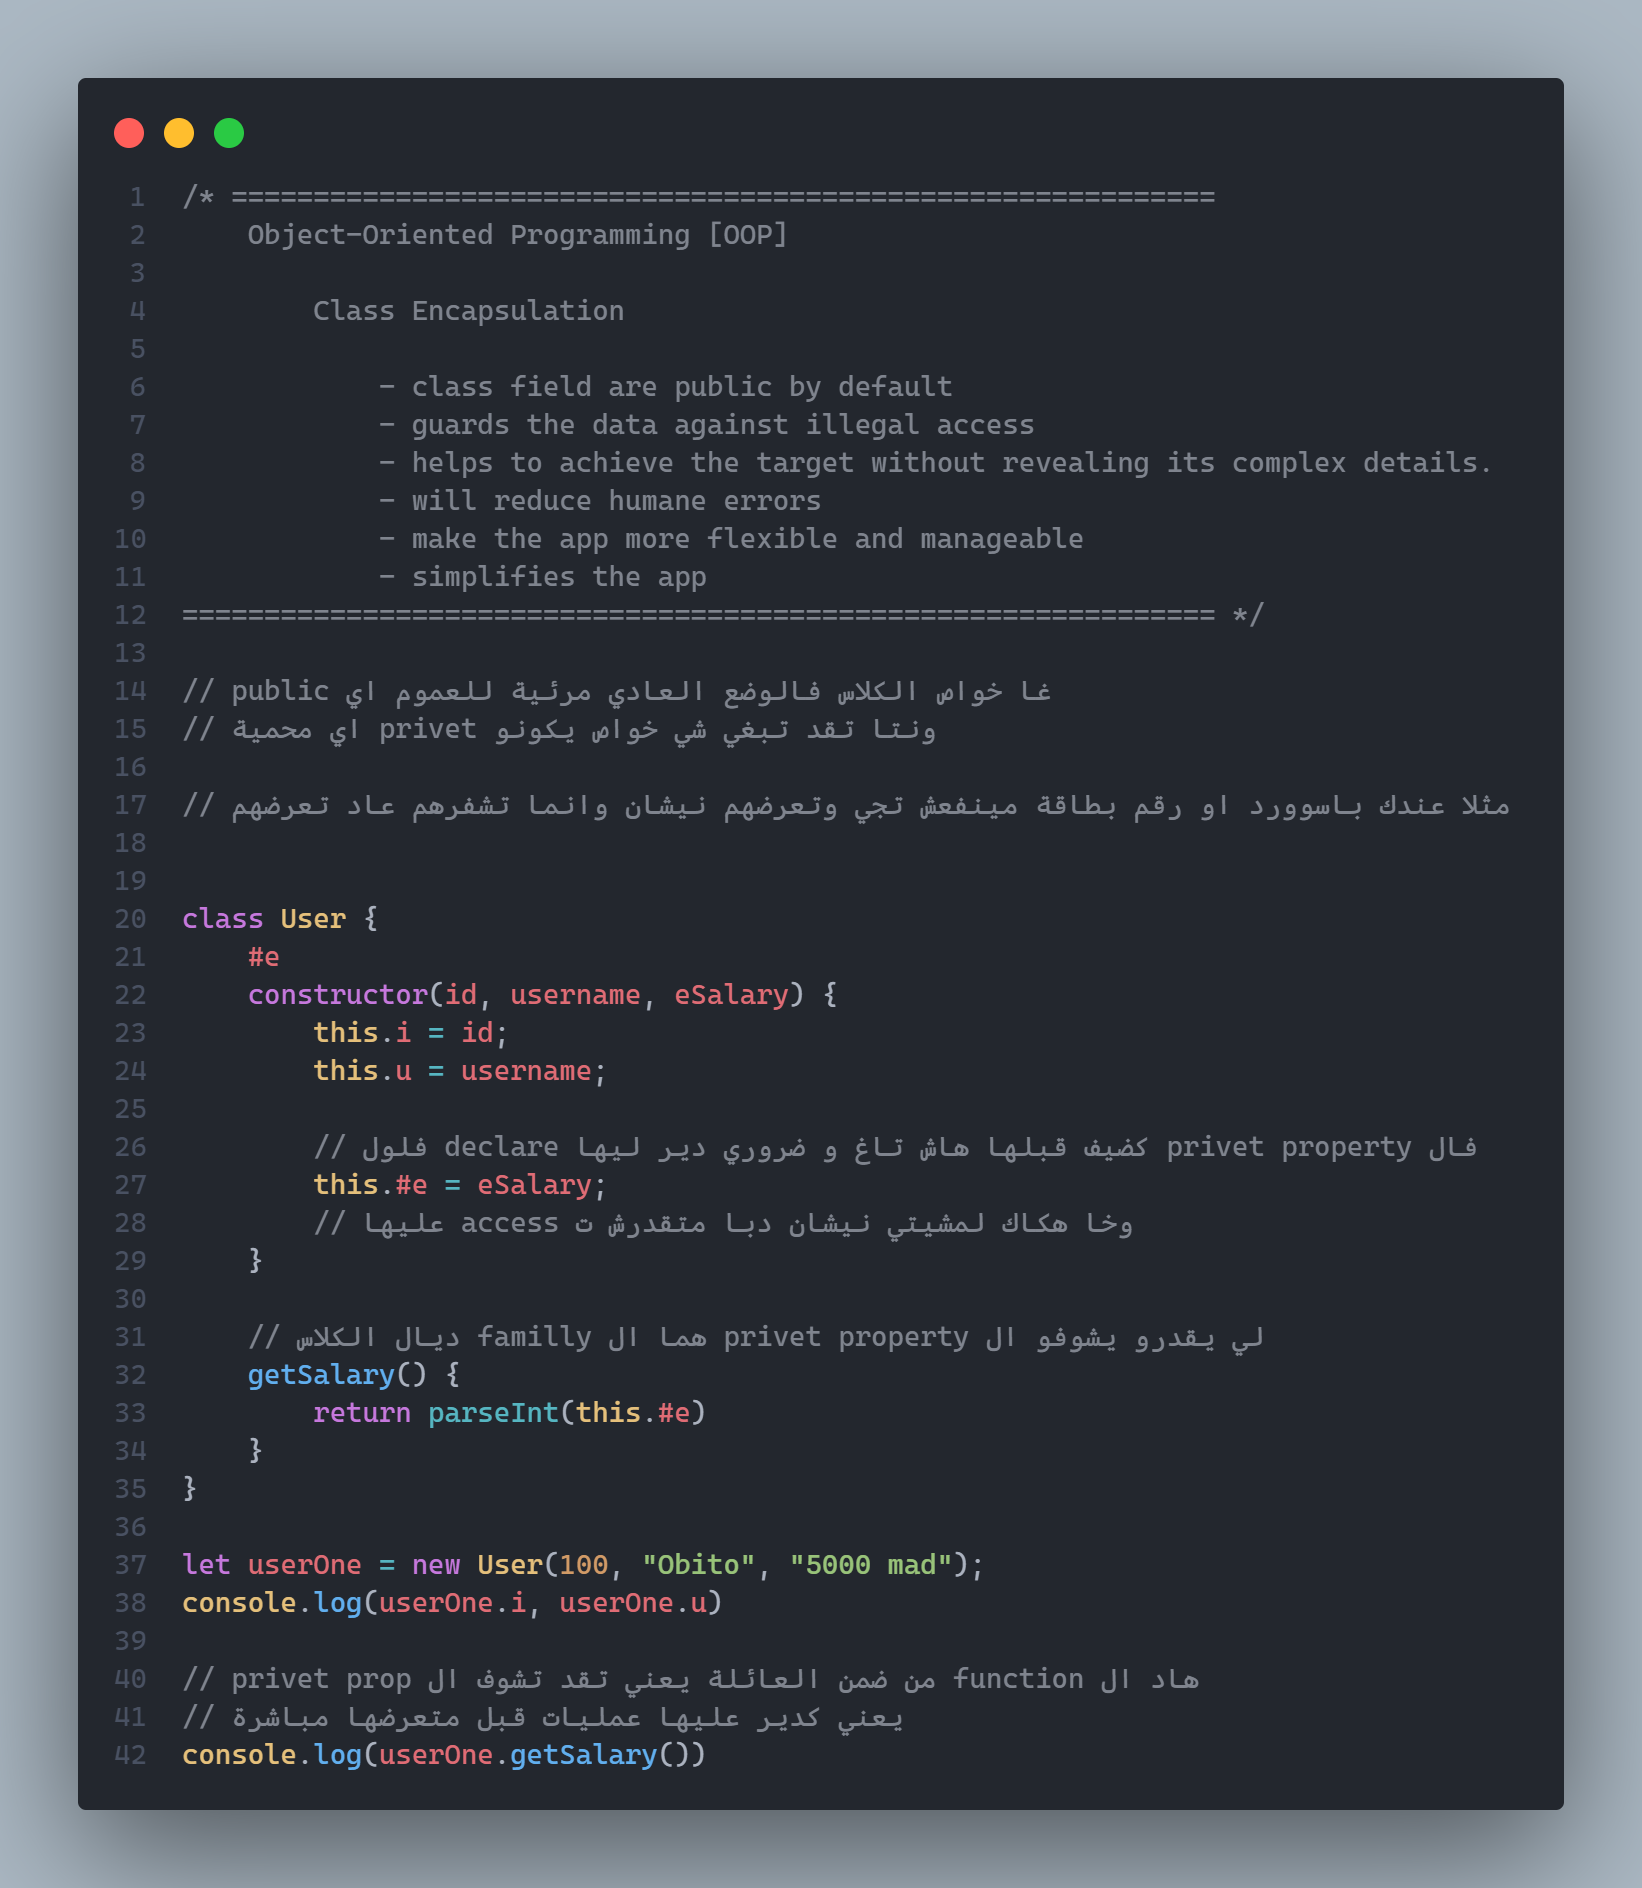 1 /* ============================================================
2 Object-Oriented Programming [OOP]
3
4 Class Encapsulation
5
6 - class field are public by default
7 - guards the data against illegal access
8 - helps to achieve the target without revealing its complex details.
9 - will reduce humane errors
10 - make the app more flexible and manageable
11 - simplifies the app
12 =============================================================== */
13
14 // غا خواص الكلاس فالوضع العادي مرئية للعموم اي public
15 // ونتا تقد تبغي شي خواص يكونو privet اي محمية
16
17 // مثلا عندك باسوورد او رقم بطاقة مينفعش تجي وتعرضهم نيشان وانما تشفرهم عاد تعرضهم
18
19
20 class User {
21 #e
22 constructor(id, username, eSalary) {
23 this.i = id;
24 this.u = username;
25
26 // فال privet property كضيف قبلها هاش تاغ و ضروري دير ليها declare فلول
27 this.#e = eSalary;
28 // وخا هكاك لمشيتي نيشان دبا متقدرش ت access عليها
29 }
30
31 // لي يقدرو يشوفو ال privet property هما ال familly ديال الكلاس
32 getSalary() {
33 return parseInt(this.#e)
34 }
35 }
36
37 let userOne = new User(100, "Obito", "5000 mad");
38 console.log(userOne.i, userOne.u)
39
40 // هاد ال function من ضمن العائلة يعني تقد تشوف ال privet prop
41 // يعني كدير عليها عمليات قبل متعرضها مباشرة
42 console.log(userOne.getSalary())